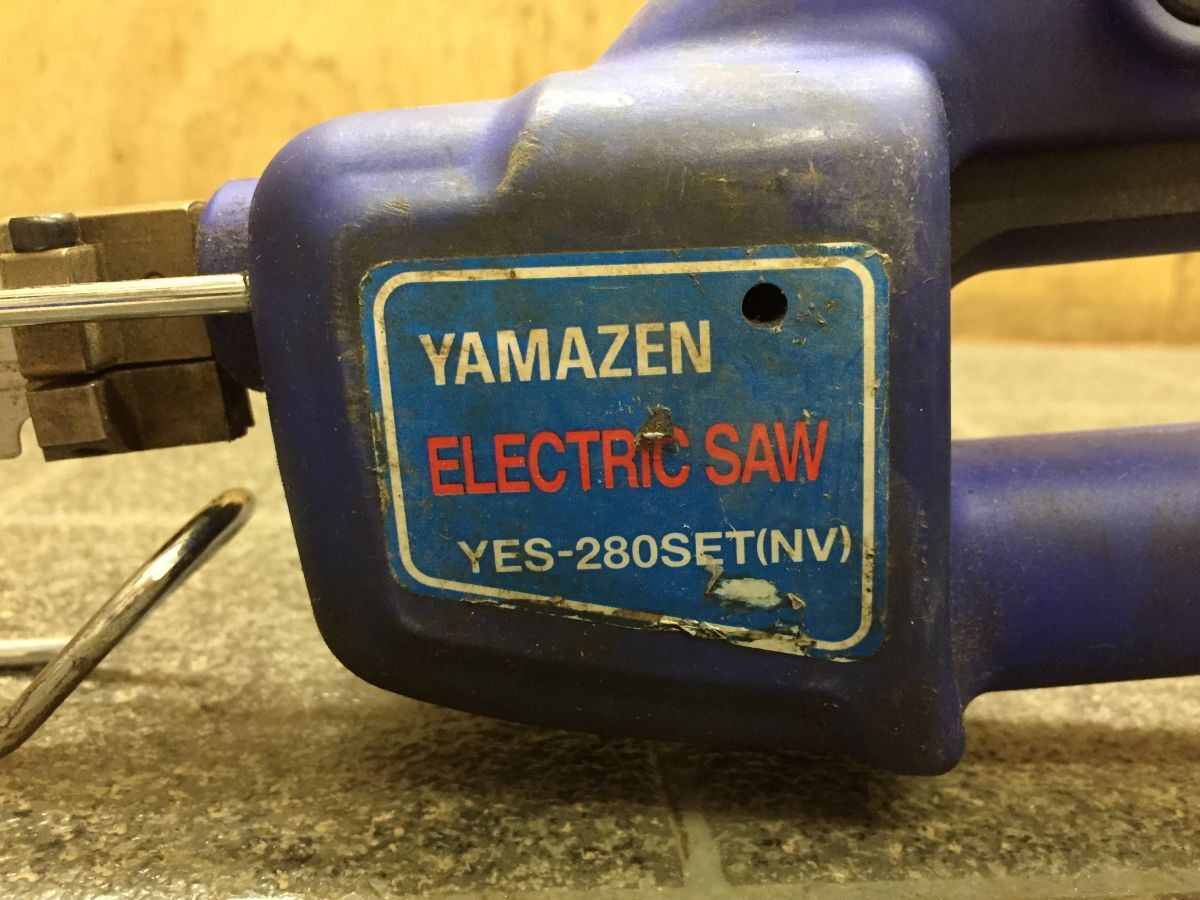 YAMAZEN
ELECTRIC SAW
YES-280SET(NV)